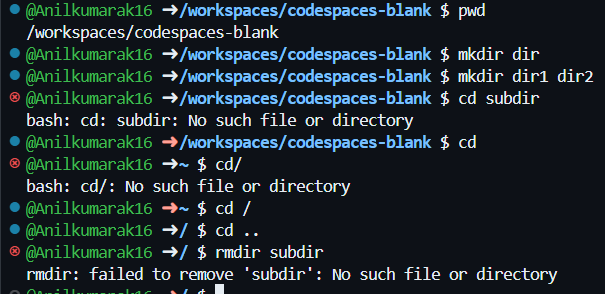 @Anilkumarak16 ➜/workspaces/codespaces-blank $ pwd
/workspaces/codespaces-blank
@Anilkumarak16 ➜/workspaces/codespaces-blank $ mkdir dir
@Anilkumarak16 ➜/workspaces/codespaces-blank $ mkdir dir1 dir2
@Anilkumarak16 ➜/workspaces/codespaces-blank $ cd subdir
bash: cd: subdir: No such file or directory
@Anilkumarak16 ➜/workspaces/codespaces-blank $ cd
@Anilkumarak16 ➜~ $ cd/
bash: cd/: No such file or directory
@Anilkumarak16 ➜~ $ cd /
@Anilkumarak16 ➜/ $ cd ..
@Anilkumarak16 ➜/ $ rmdir subdir
rmdir: failed to remove 'subdir': No such file or directory
@Anilkumarak16 ➜/ $